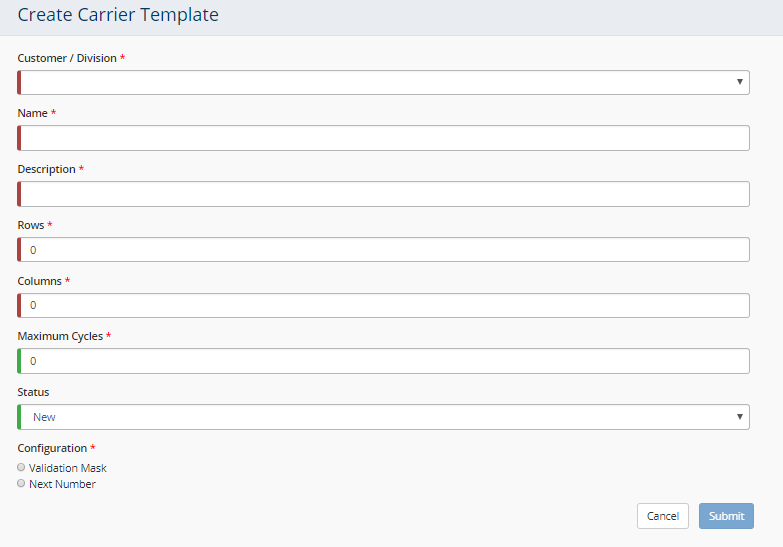 Create Carrier Template
Customer / Division *
Name *
Description *
Rows *
0
Columns *
0
Maximum Cycles *
0
Status
New
Configuration *
Validation Mask
Next Number
Cancel Submit